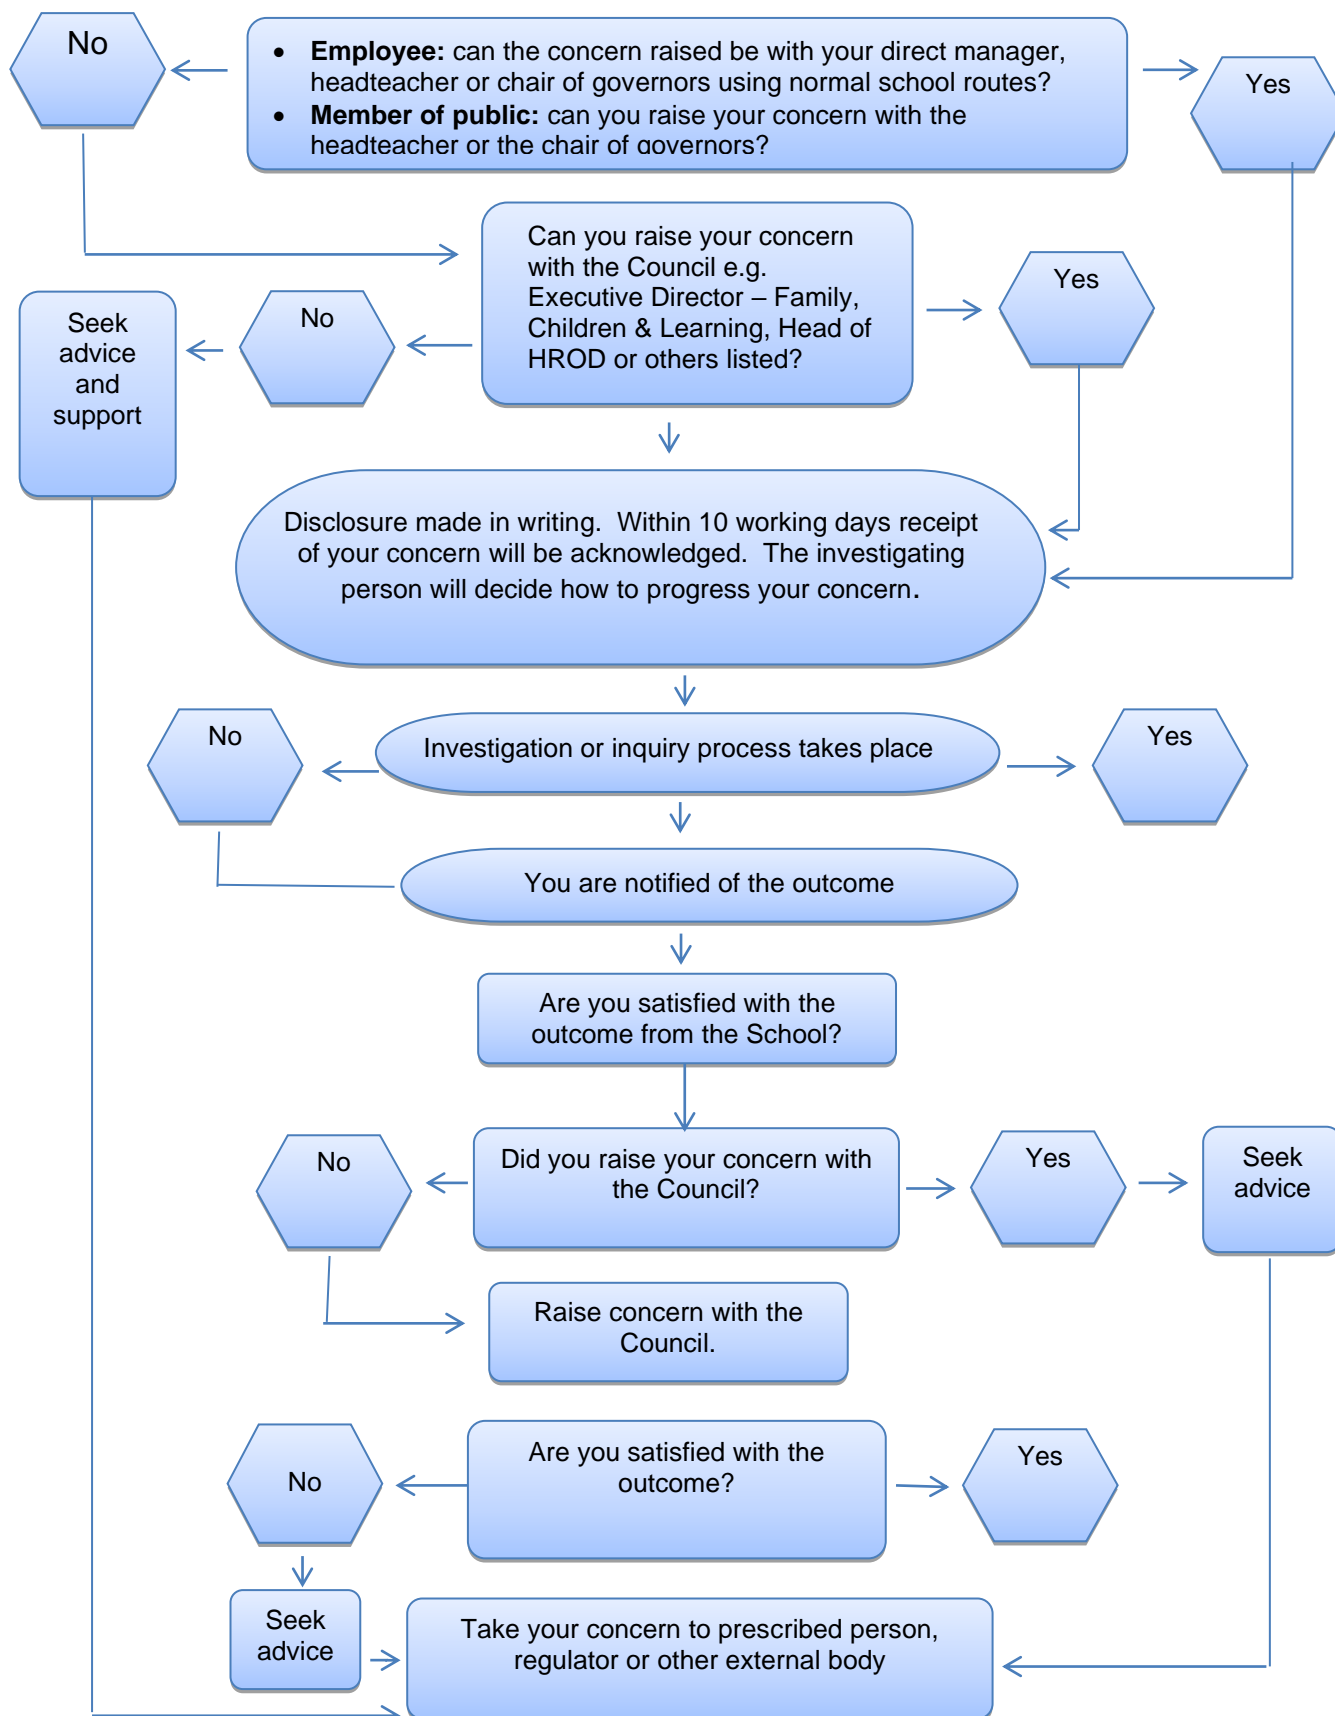 No
• Employee: can the concern raised be with your direct manager,
headteacher or chair of governors using normal school routes?
• Member of public: can you raise your concern with the
headteacher or the chair of governors?
Yes
Can you raise your concern
with the Council e.g.
Executive Director – Family,
Children & Learning, Head of
HROD or others listed?
Yes
No
Seek
advice
and
support
Disclosure made in writing.  Within 10 working days receipt
of your concern will be acknowledged.  The investigating
person will decide how to progress your concern.
No
Investigation or inquiry process takes place
Yes
You are notified of the outcome
Are you satisfied with the
outcome from the School?
No
Did you raise your concern with
the Council?
Yes
Seek
advice
Raise concern with the
Council.
No
Are you satisfied with the
outcome?
Yes
Seek
advice
Take your concern to prescribed person,
regulator or other external body